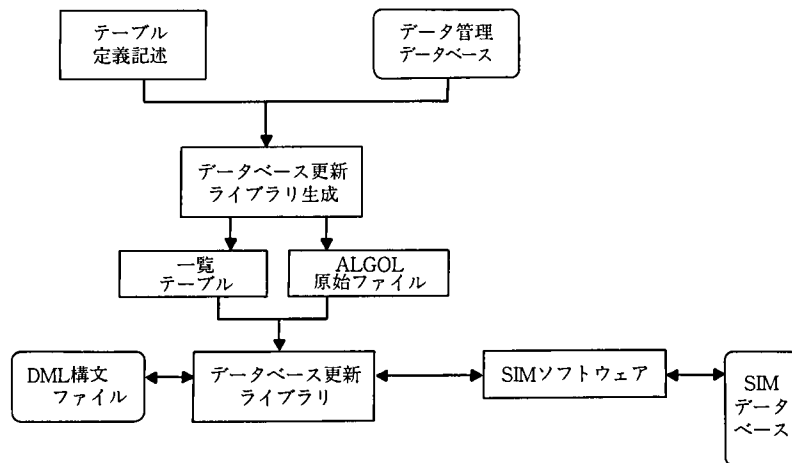 テーブル
定義記述
データ管理
データベース
データベース更新
ライブラリ生成
一覧
テーブル
ALGOL
原始ファイル
DML構文
ファイル
データベース更新
ライブラリ
SIMソフトウェア
SIM
データ
ベース